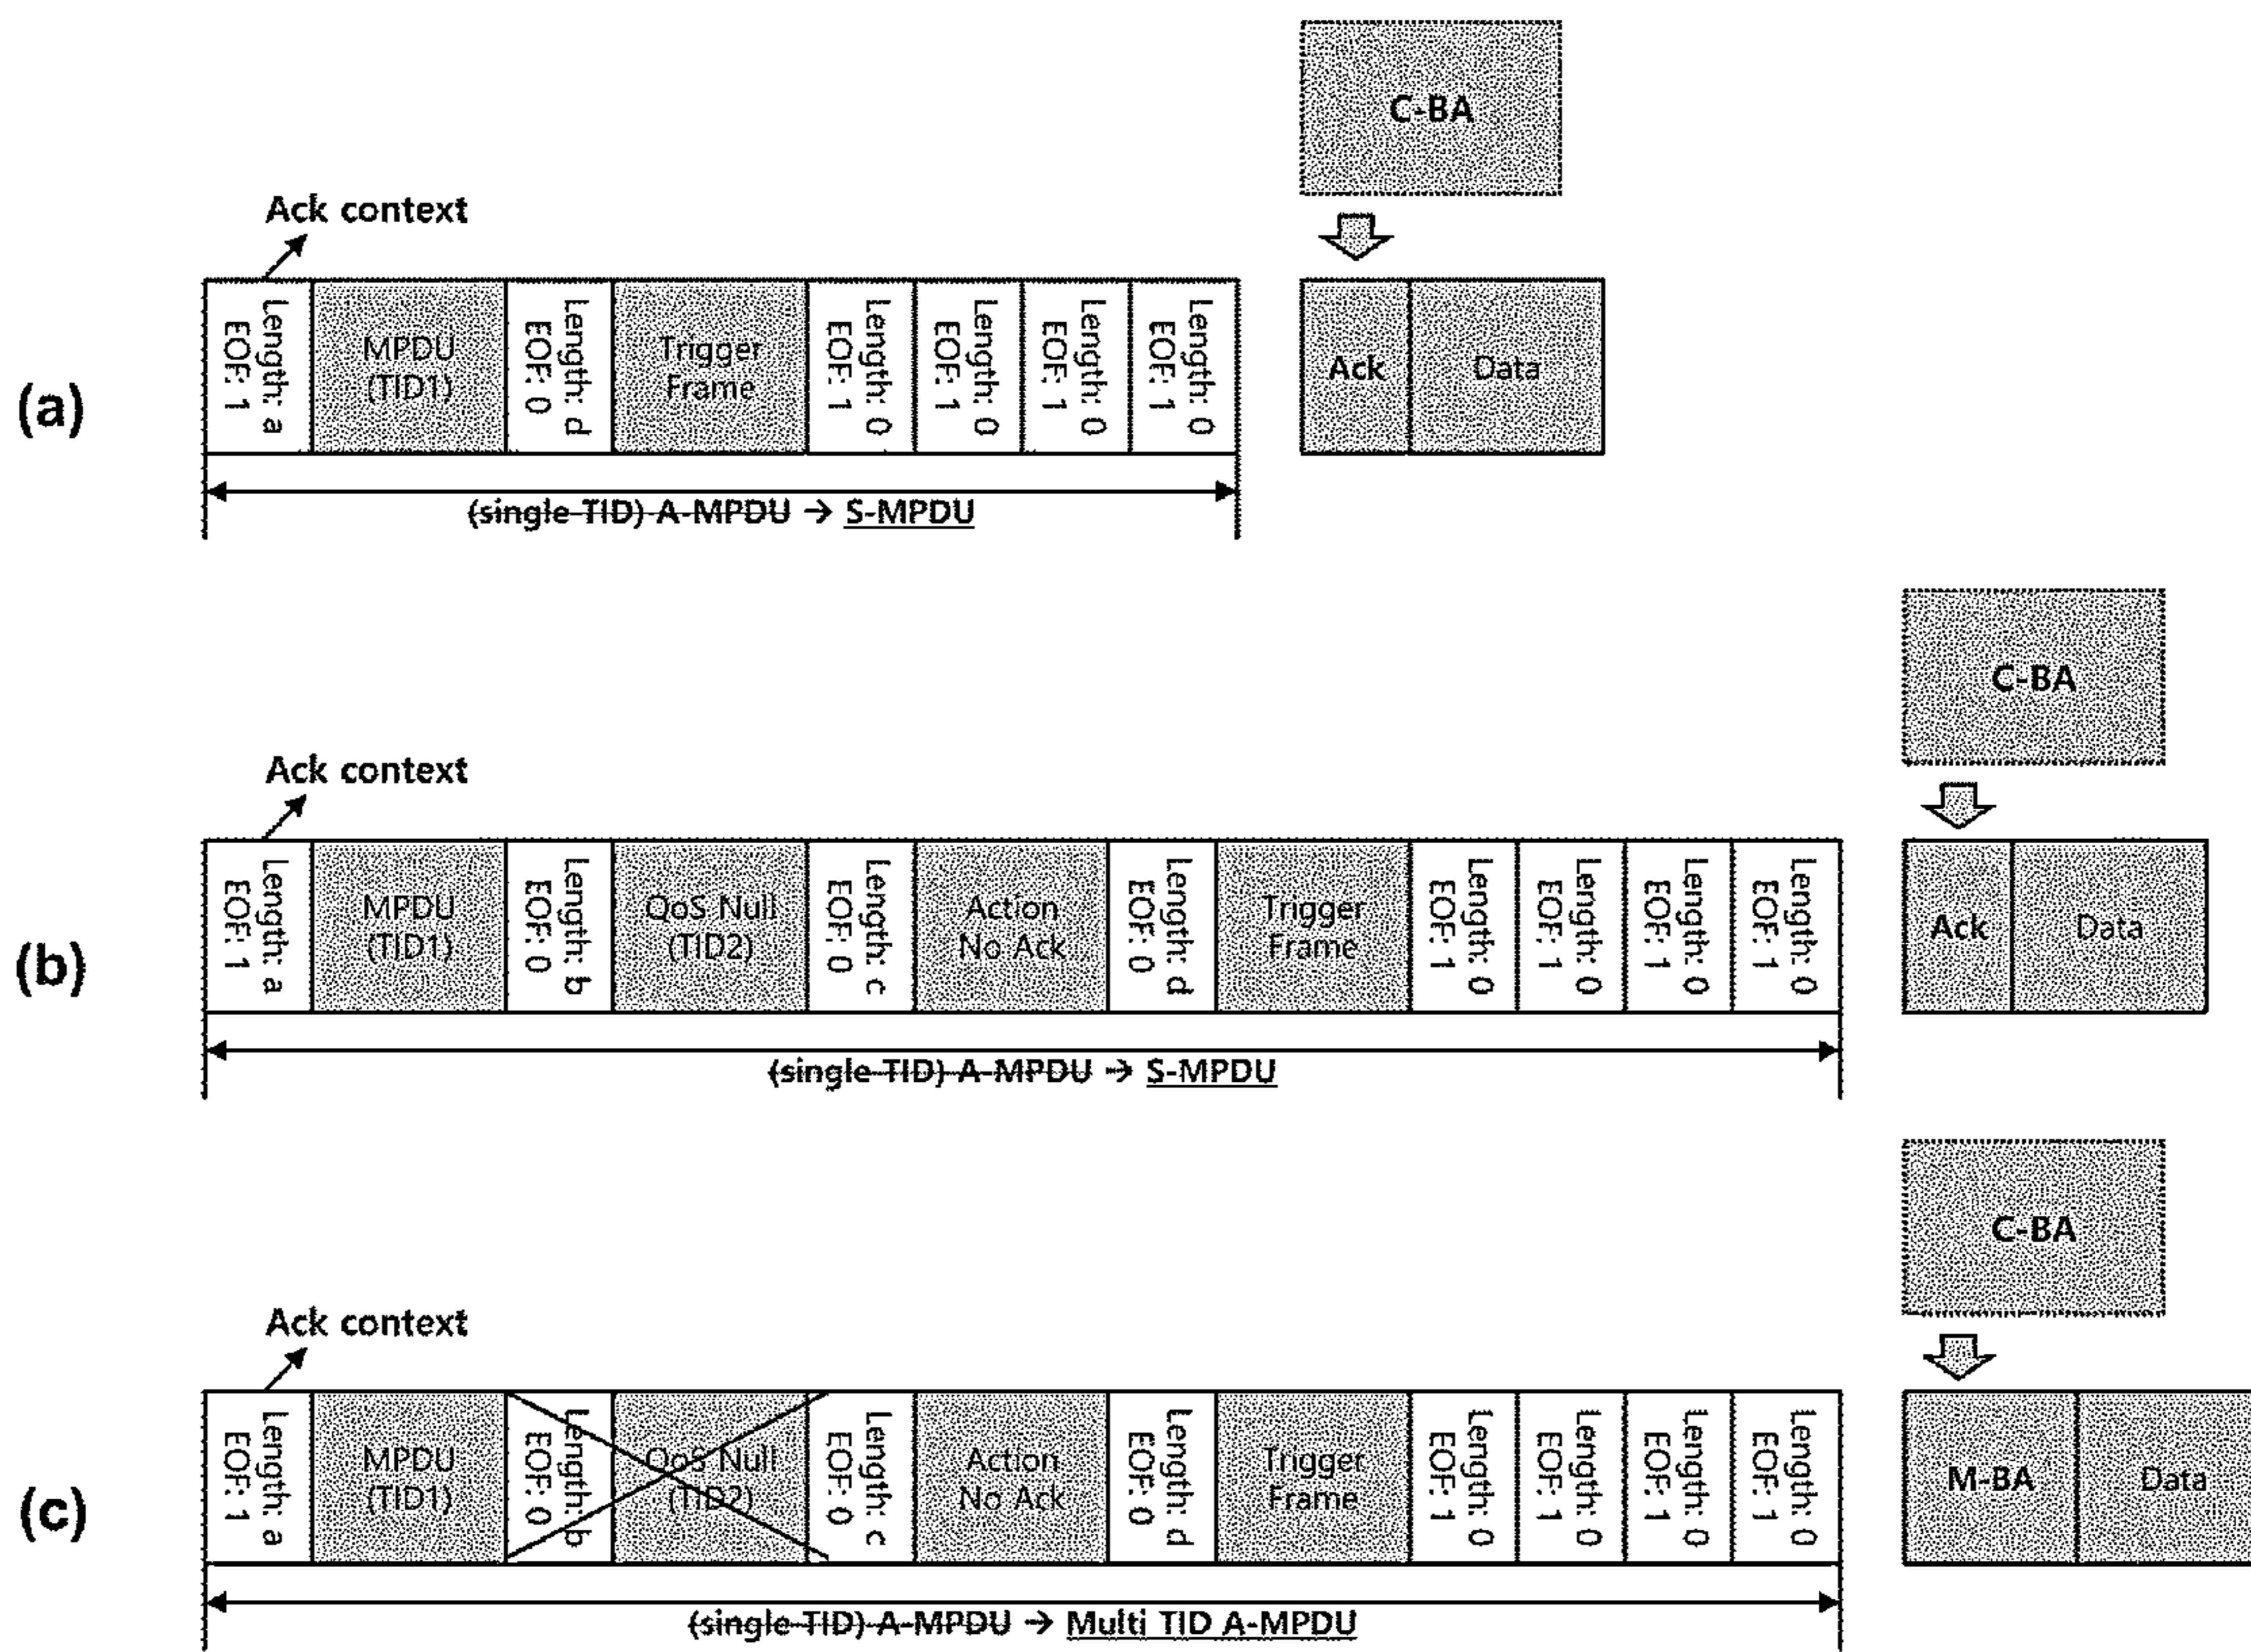 C-BA
Ack context
(a)
Length: a
EOF: 1
MPDU
(TID1)
Length: d
EOF: 0
Trigger
Frame
Length: 0
EOF: 1
Length: 0
EOF: 1
Length: 0
EOF: 1
Length: 0
EOF: 1
Ack
Data
(single TID) A-MPDU → S-MPDU
C-BA
Ack context
(b)
Length: a
EOF: 1
MPDU
(TID1)
Length: b
EOF: 0
QoS Null
(TID2)
Length: c
EOF: 0
Action
No Ack
Length: d
EOF: 0
Trigger
Frame
Length: 0
EOF: 1
Length: 0
EOF: 1
Length: 0
EOF: 1
Length: 0
EOF: 1
Ack
Data
(single TID) A-MPDU → S-MPDU
C-BA
Ack context
(c)
Length: a
EOF: 1
MPDU
(TID1)
Length: b
EOF: 0
QoS Null
(TID2)
Length: c
EOF: 0
Action
No Ack
Length: d
EOF: 0
Trigger
Frame
Length: 0
EOF: 1
Length: 0
EOF: 1
Length: 0
EOF: 1
Length: 0
EOF: 1
M-BA
Data
(single-TID) A-MPDU → Multi TID A-MPDU